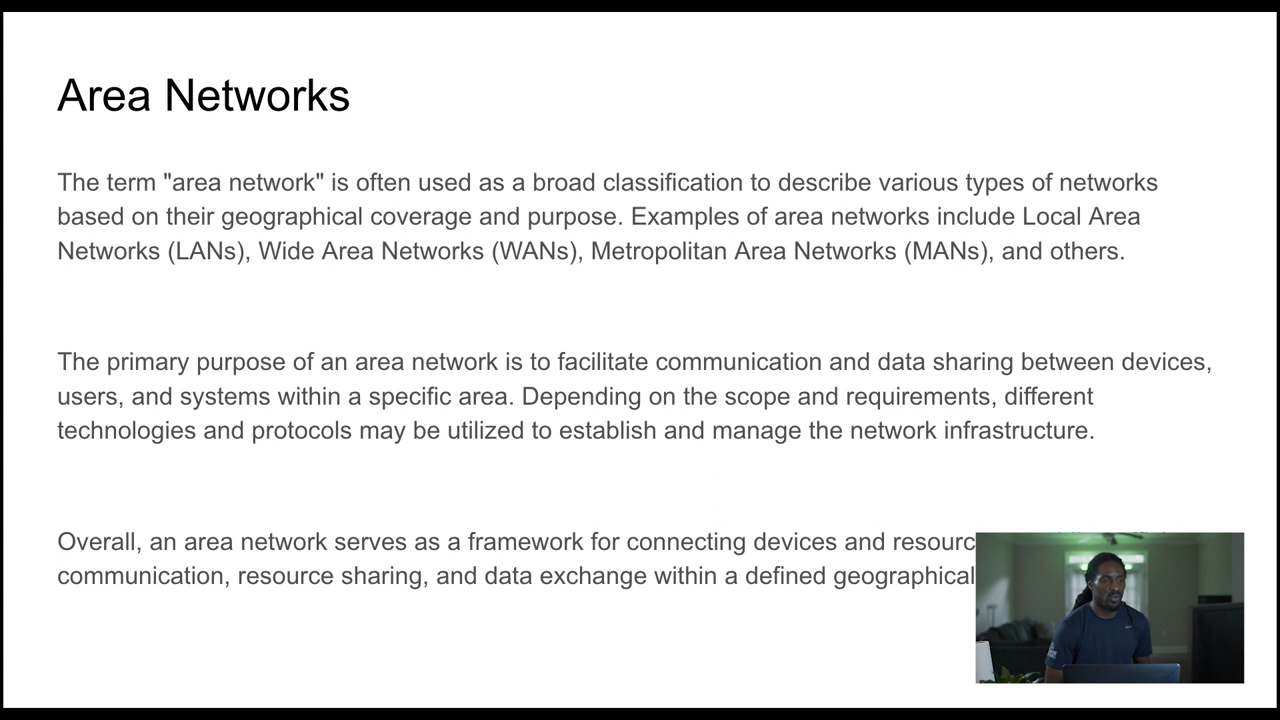 Area Networks
The term "area network" is often used as a broad classification to describe various types of networks
based on their geographical coverage and purpose. Examples of area networks include Local Area
Networks (LANs), Wide Area Networks (WANs), Metropolitan Area Networks (MANs), and others.
The primary purpose of an area network is to facilitate communication and data sharing between devices,
users, and systems within a specific area. Depending on the scope and requirements, different
technologies and protocols may be utilized to establish and manage the network infrastructure.
Overall, an area network serves as a framework for connecting devices and resourc
communication, resource sharing, and data exchange within a defined geographical